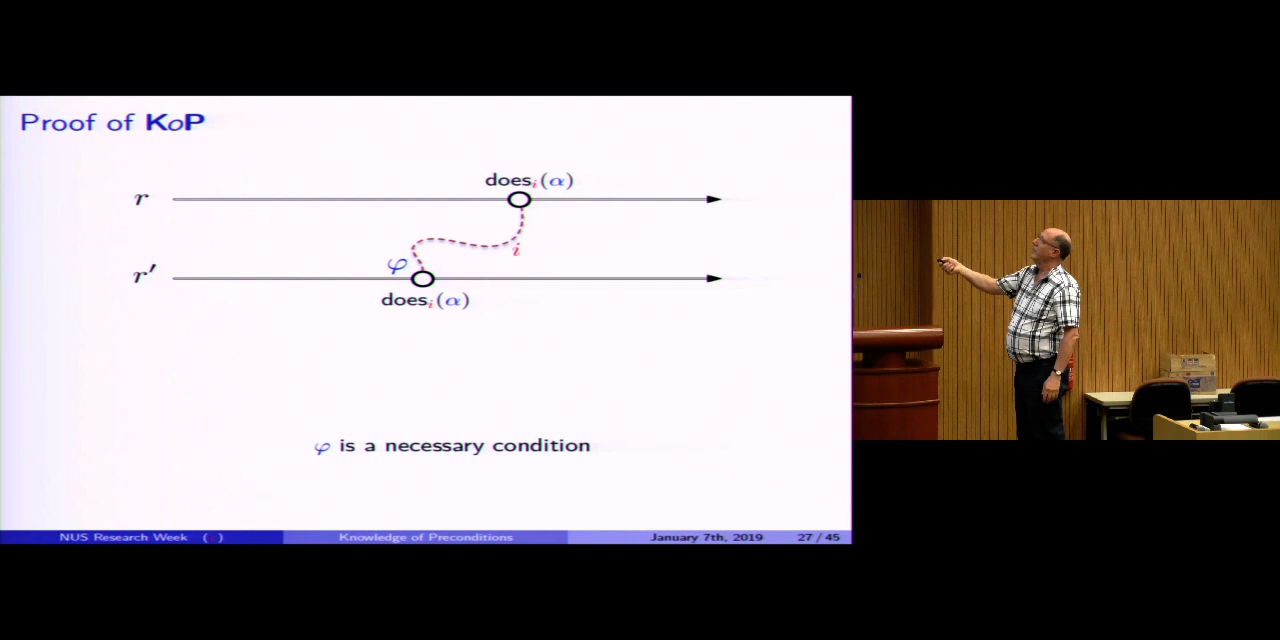 Proof of KoP
does_i(α)
r
i
φ
r′
does_i(α)
φ is a necessary condition
NUS Research Week ( ) Knowledge of Preconditions January 7th, 2019 27 / 45